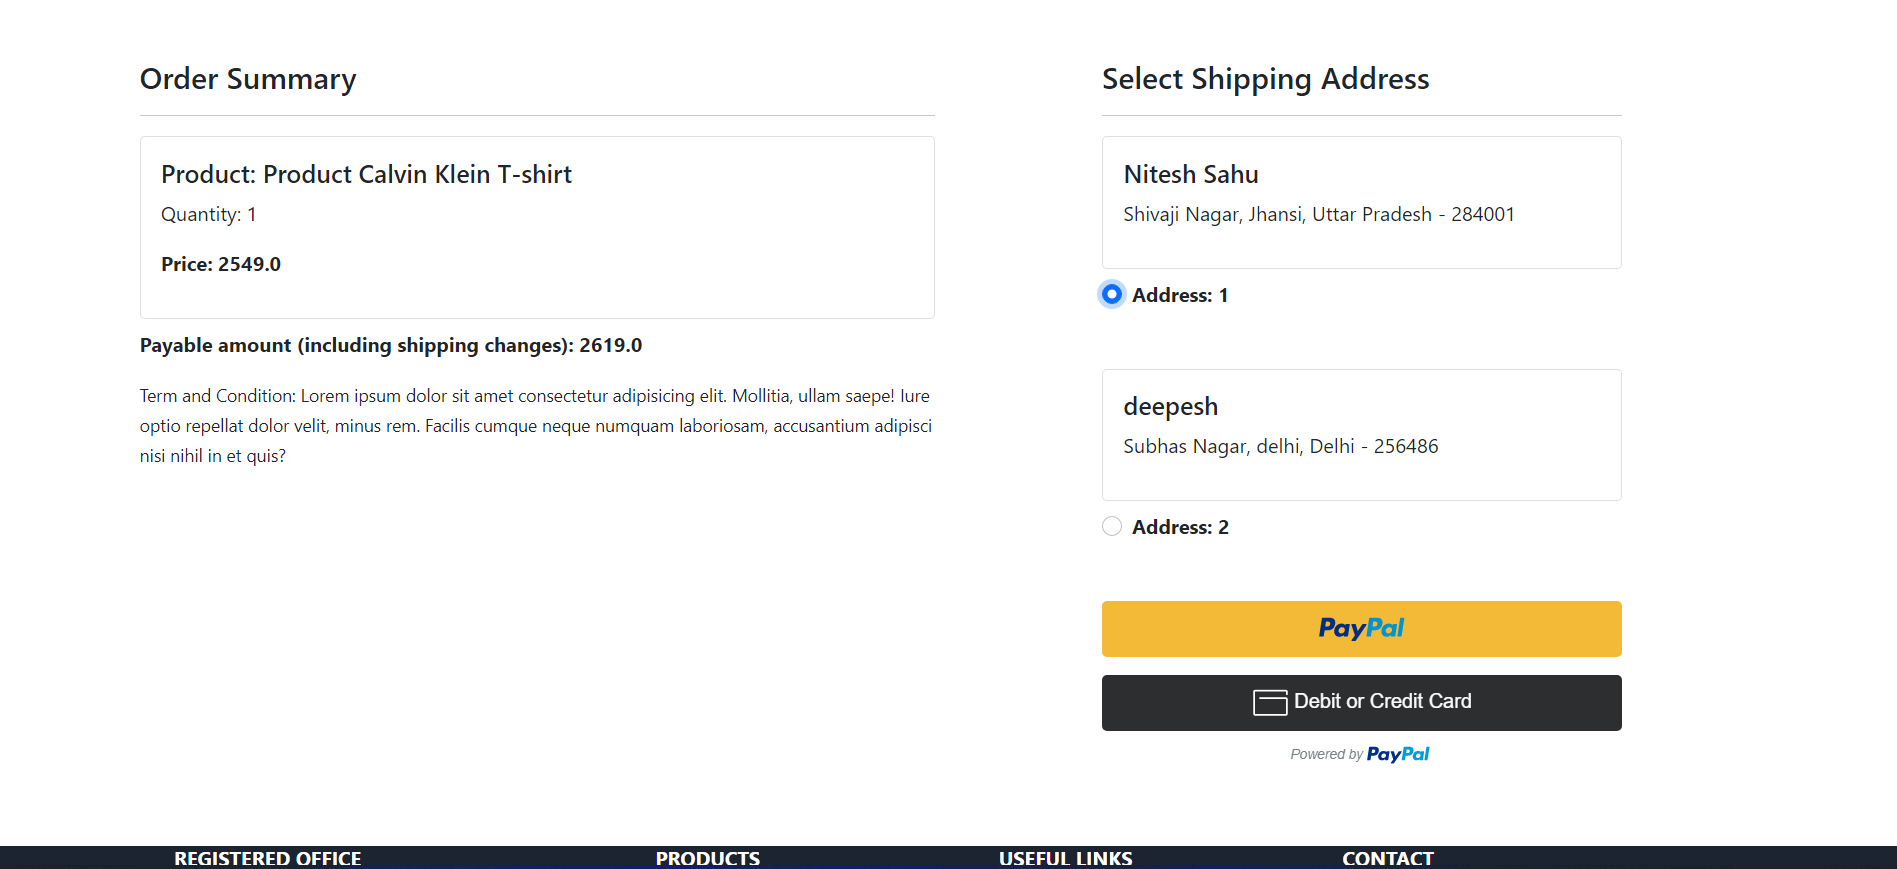 Order Summary
Product: Product Calvin Klein T-shirt
Quantity: 1
Price: 2549.0
Payable amount (including shipping changes): 2619.0
Term and Condition: Lorem ipsum dolor sit amet consectetur adipisicing elit. Mollitia, ullam saepe! Iure
optio repellat dolor velit, minus rem. Facilis cumque neque numquam laboriosam, accusantium adipisci
nisi nihil in et quis?
Select Shipping Address
Nitesh Sahu
Shivaji Nagar, Jhansi, Uttar Pradesh - 284001
Address: 1
deepesh
Subhas Nagar, delhi, Delhi - 256486
Address: 2
PayPal
Debit or Credit Card
Powered by PayPal
REGISTERED OFFICE
PRODUCTS
USEFUL LINKS
CONTACT